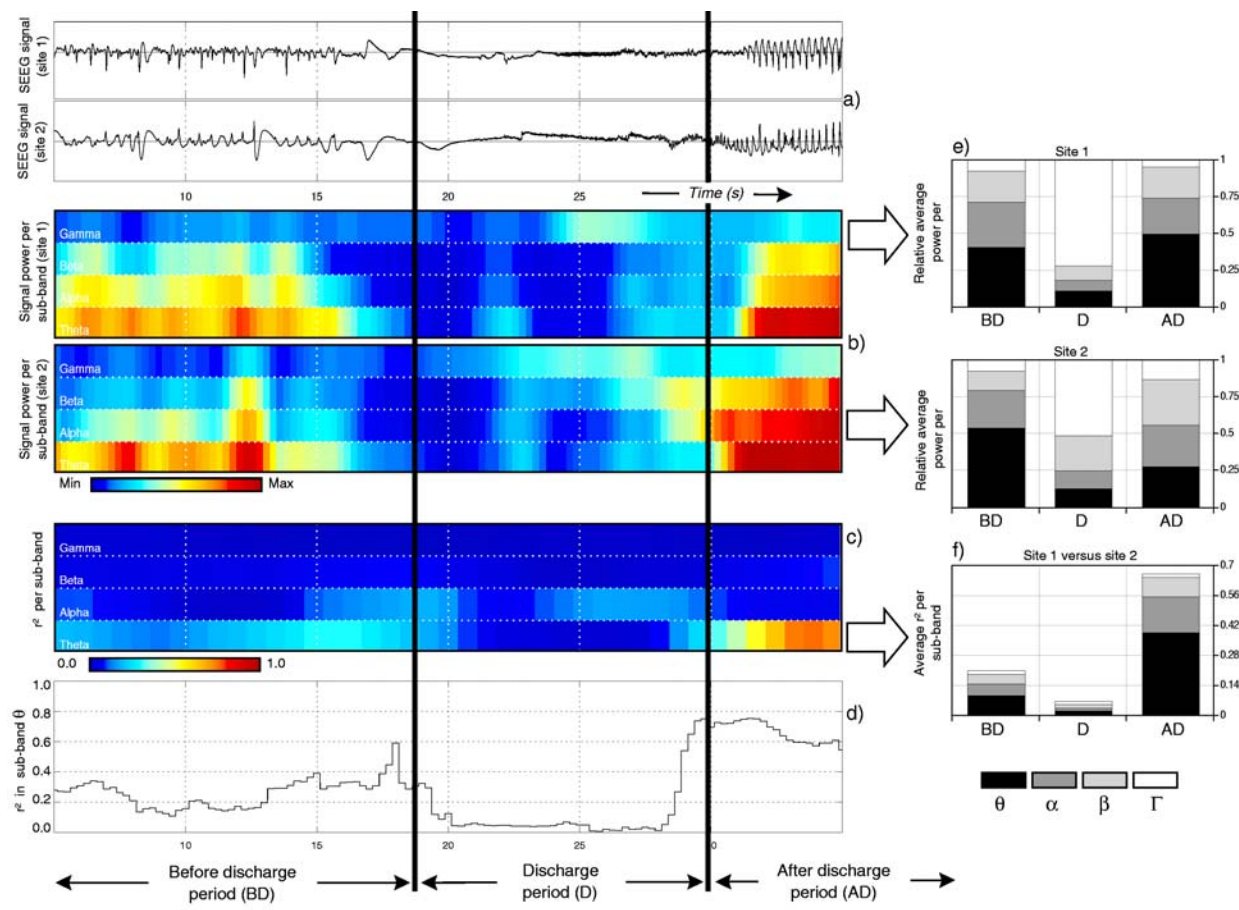 SEEG signal
(site 1)
a)
SEEG signal
(site 2)
10
15
20
25
Time (s)
Signal power per
sub-band (site 1)
Gamma
Beta
Alpha
Theta
b)
Signal power per
sub-band (site 2)
Gamma
Beta
Alpha
Theta
Min
Max
c)
r² per sub-band
Gamma
Beta
Alpha
Theta
0.0
1.0
d)
r² in sub-band θ
1.0
0.8
0.6
0.4
0.2
0.0
10
15
20
25
0
Before discharge
period (BD)
Discharge
period (D)
After discharge
period (AD)
e)
Site 1
Relative average
power per
1
0.75
0.5
0.25
0
BD
D
AD
Site 2
Relative average
power per
1
0.75
0.5
0.25
0
BD
D
AD
f)
Site 1 versus site 2
Average r² per
sub-band
0.7
0.56
0.42
0.28
0.14
0
BD
D
AD
θ
α
β
Γ